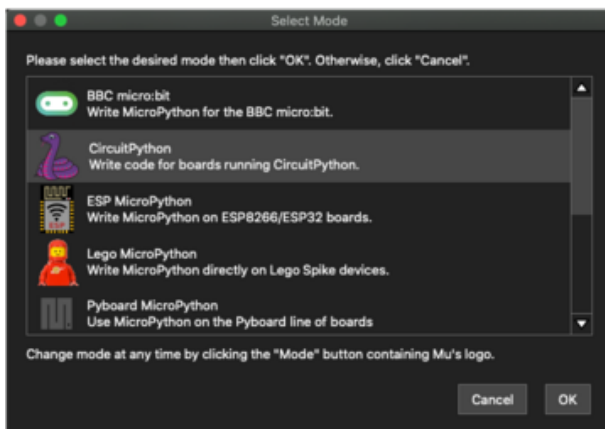 Select Mode
Please select the desired mode then click "OK". Otherwise, click "Cancel".
BBC micro:bit
Write MicroPython for the BBC micro:bit.
CircuitPython
Write code for boards running CircuitPython.
ESP MicroPython
Write MicroPython on ESP8266/ESP32 boards.
ESP
Lego MicroPython
Write MicroPython directly on Lego Spike devices.
Pyboard MicroPython
Use MicroPython on the Pyboard line of boards
Change mode at any time by clicking the "Mode" button containing Mu's logo.
Cancel
OK